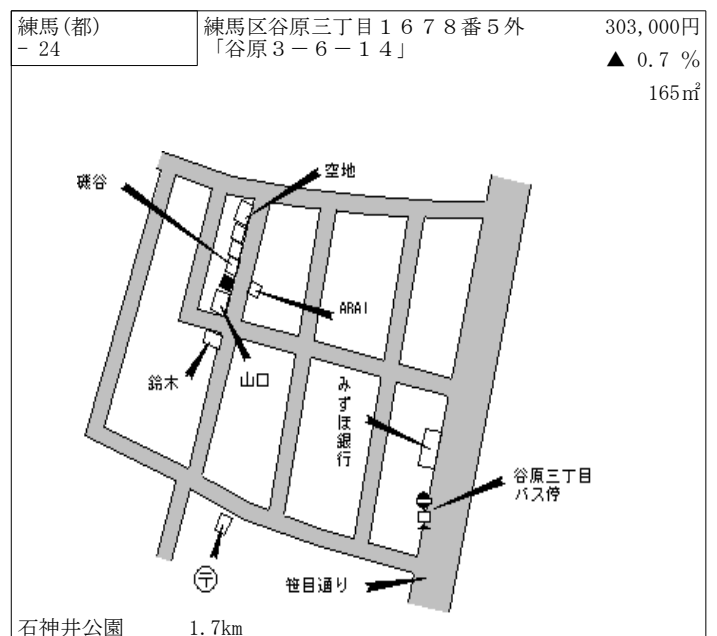 練馬(都)
- 24
練馬区谷原三丁目１６７８番５外
「谷原３－６－１４」
303,000円
▲ 0.7 %
165㎡
空地
磯谷
ARAI
鈴木
山口
みずほ銀行
谷原三丁目
バス停
〒
笹目通り
石神井公園 1.7km